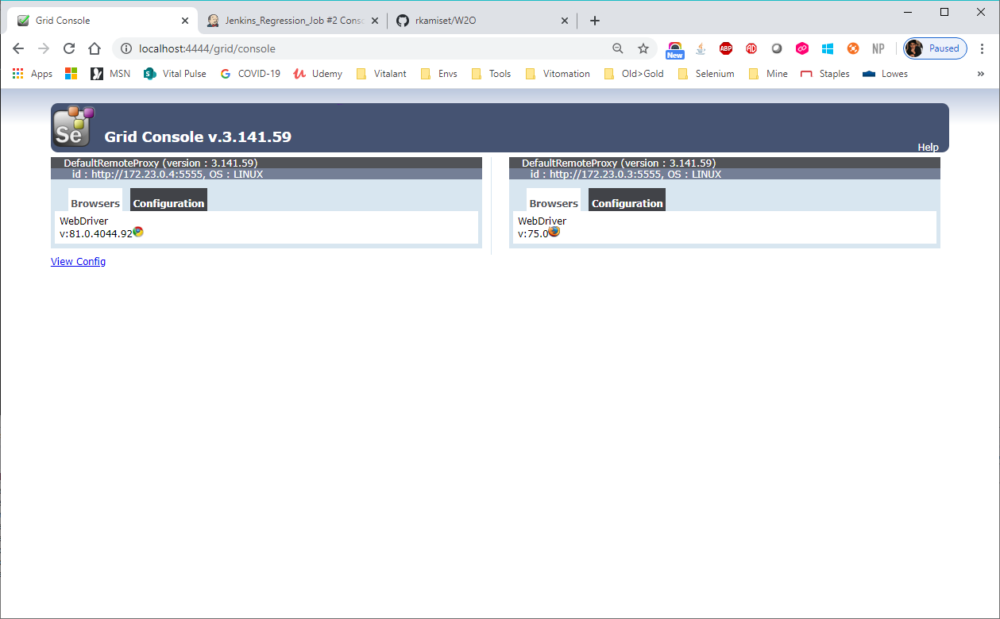 Grid Console
Jenkins_Regression_Job #2 Conso
rkamiset/W2O
localhost:4444/grid/console
New
ABP
AD
NP
Paused
Apps
MSN
Vital Pulse
COVID-19
Udemy
Vitalant
Envs
Tools
Vitomation
Old>Gold
Selenium
Mine
Staples
Lowes
»
Se
Grid Console v.3.141.59
Help
DefaultRemoteProxy (version : 3.141.59)
id : http://172.23.0.4:5555, OS : LINUX
Browsers Configuration
WebDriver
v:81.0.4044.92
DefaultRemoteProxy (version : 3.141.59)
id : http://172.23.0.3:5555, OS : LINUX
Browsers Configuration
WebDriver
v:75.0
View Config